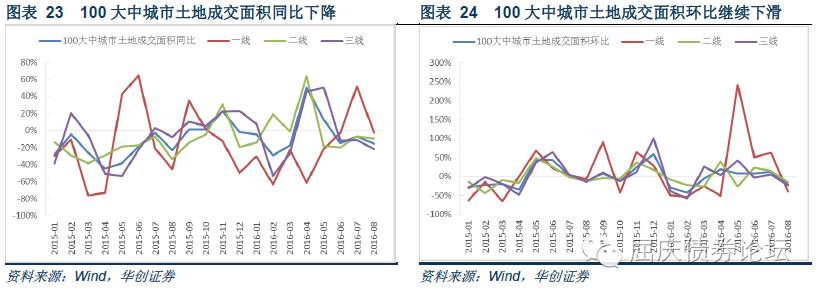 图表 23 100 大中城市土地成交面积同比下降
100大中城市土地成交面积同比 一线 二线 三线
80%
60%
40%
20%
0%
-20%
-40%
-60%
-80%
-100%
2015-01 2015-02 2015-03 2015-04 2015-05 2015-06 2015-07 2015-08 2015-09 2015-10 2015-11 2015-12 2016-01 2016-02 2016-03 2016-04 2016-05 2016-06 2016-07 2016-08
资料来源：Wind，华创证券
图表 24 100 大中城市土地成交面积环比继续下滑
100大中城市土地成交面积环比 一线 二线 三线
300%
250%
200%
150%
100%
50%
0%
-50%
-100%
2015-01 2015-02 2015-03 2015-04 2015-05 2015-06 2015-07 2015-08 2015-09 2015-10 2015-11 2015-12 2016-01 2016-02 2016-03 2016-04 2016-05 2016-06 2016-07 2016-08
资料来源：Wind，华创证券
屈庆债券论坛